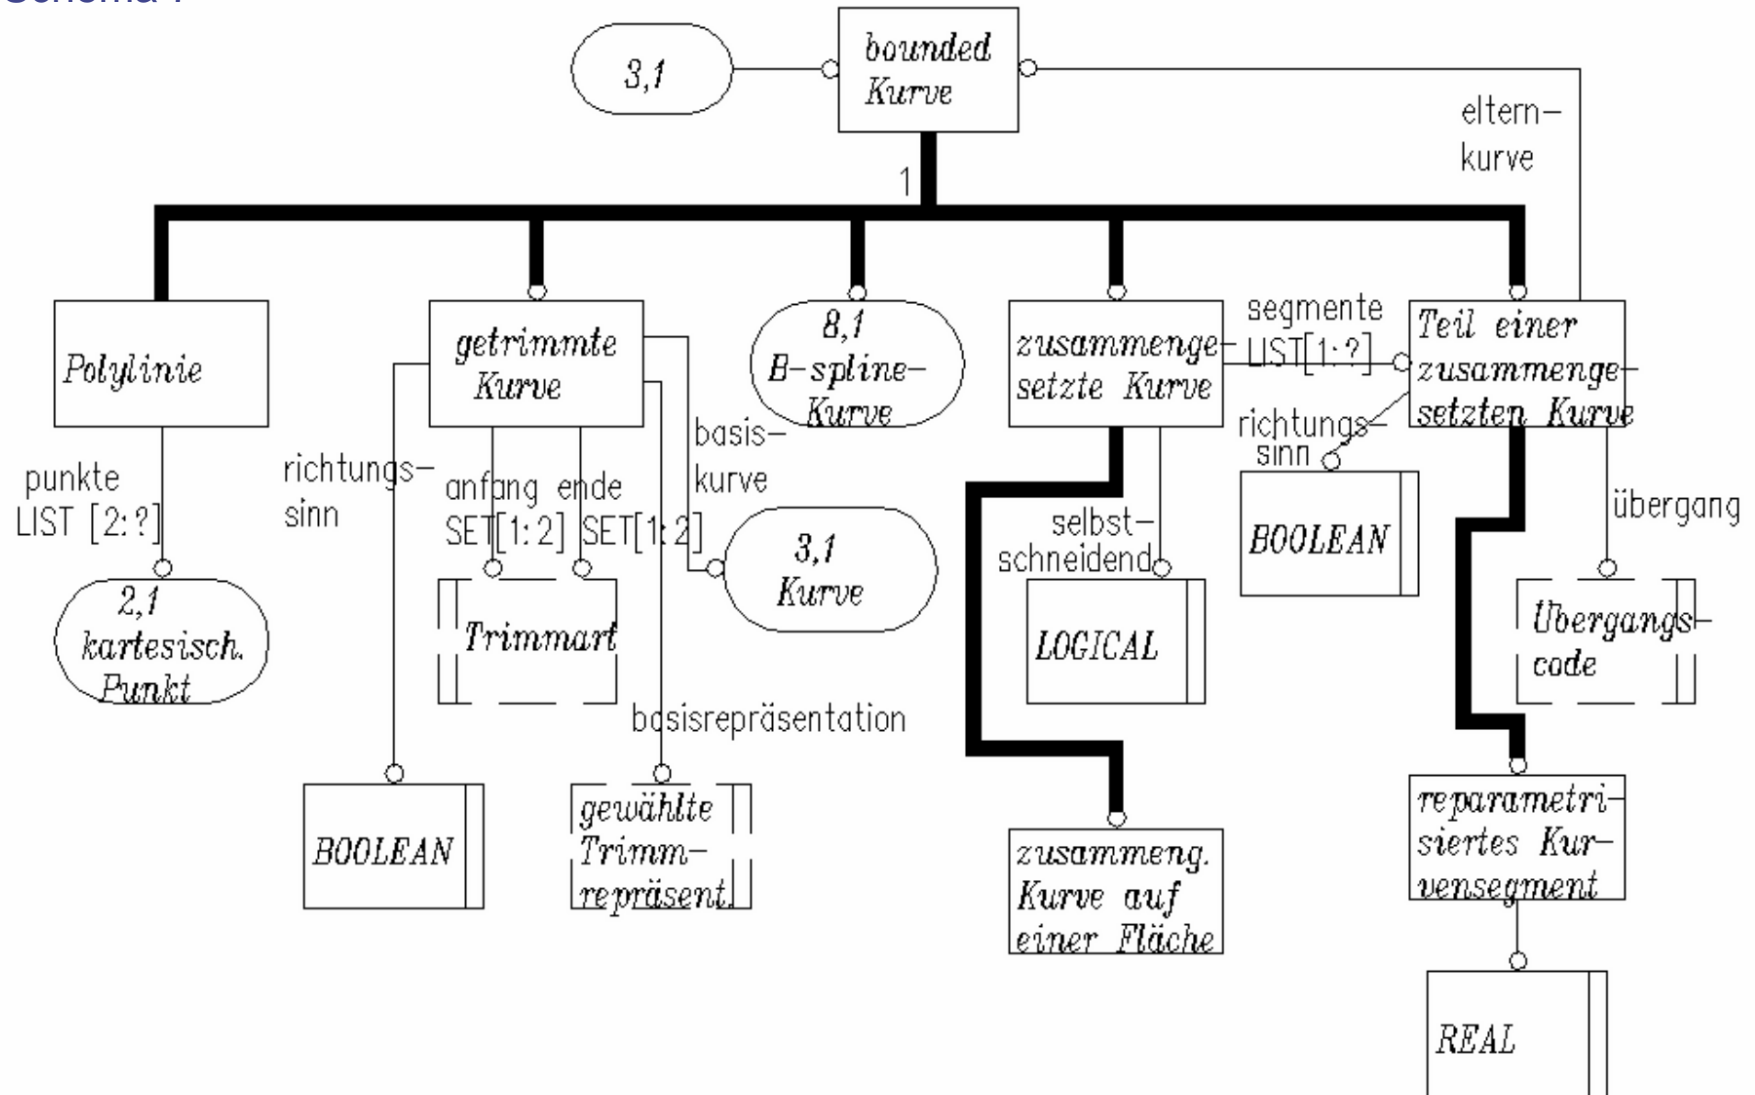 Schema :
3,1
bounded
Kurve
eltern-
kurve
1
Polylinie
getrimmte
Kurve
8,1
B-spline-
Kurve
zusammenge-
setzte Kurve
segmente
LIST[1:?]
Teil einer
zusammenge-
setzten Kurve
punkte
LIST [2:?]
richtungs-
sinn
anfang
SET[1:2]
ende
SET[1:2]
basis-
kurve
selbst-
schneidend
richtungs-
sinn
BOOLEAN
übergang
2,1
kartesisch.
Punkt
Trimmart
3,1
Kurve
LOGICAL
Übergangs-
code
basisrepräsentation
BOOLEAN
gewählte
Trimm-
repräsent.
zusammeng.
Kurve auf
einer Fläche
reparametri-
siertes Kur-
vensegment
REAL